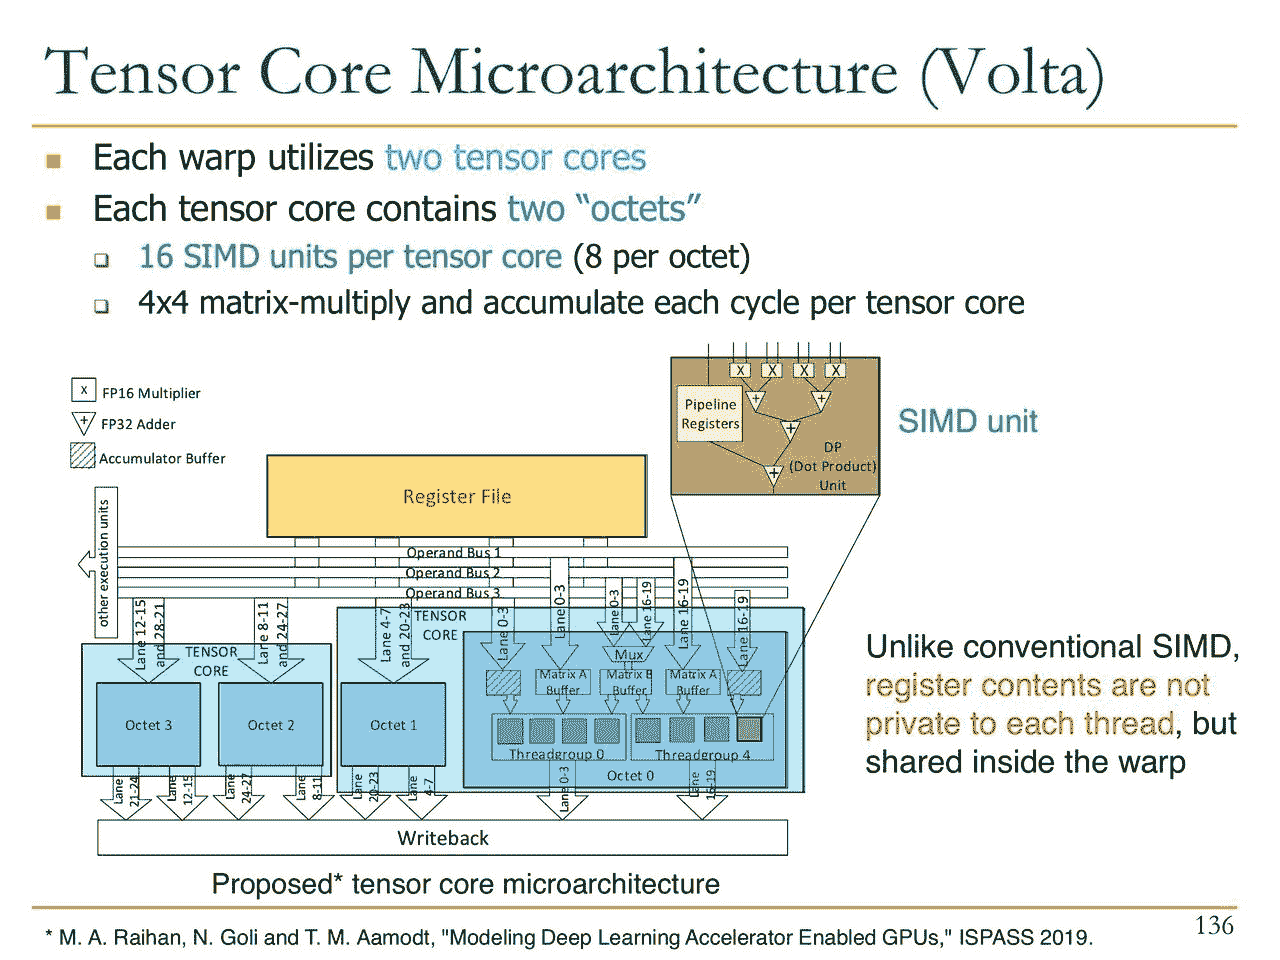 Tensor Core Microarchitecture (Volta)
Each warp utilizes two tensor cores
Each tensor core contains two “octets”
16 SIMD units per tensor core (8 per octet)
4x4 matrix-multiply and accumulate each cycle per tensor core
X FP16 Multiplier
+ FP32 Adder
Accumulator Buffer
X X X X
+ +
Pipeline
Registers
+
+
DP
(Dot Product)
Unit
SIMD unit
Register File
other execution units
Operand Bus 1
Operand Bus 2
Operand Bus 3
Lane 12-15
and 28-21
Lane 8-11
and 24-27
Lane 4-7
and 20-23
Lane 0-3
Lane 0-3
Lane 0-3
Lane 16-19
Lane 16-19
Lane 16-19
TENSOR
CORE
TENSOR
CORE
Mux
Matrix A
Buffer
Matrix B
Buffer
Matrix A
Buffer
Octet 3
Octet 2
Octet 1
Threadgroup 0
Threadgroup 4
Octet 0
Lane
21-24
Lane
12-15
Lane
24-27
Lane
8-11
Lane
20-23
Lane
4-7
Lane 0-3
Lane
16-19
Writeback
Unlike conventional SIMD,
register contents are not
private to each thread, but
shared inside the warp
Proposed* tensor core microarchitecture
* M. A. Raihan, N. Goli and T. M. Aamodt, "Modeling Deep Learning Accelerator Enabled GPUs," ISPASS 2019.
136